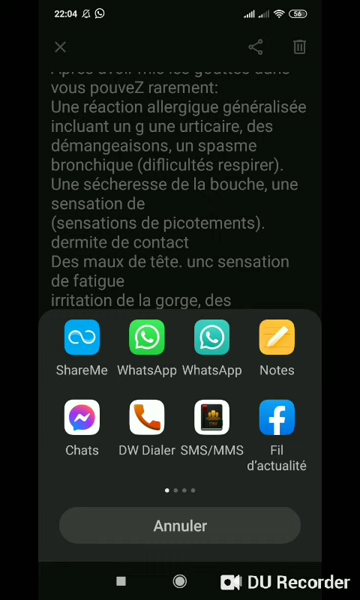 22:04
56
Après avoir mis les gouttes dans
vous pouveZ rarement:
Une réaction allergigue généralisée
incluant un g une urticaire, des
démangeaisons, un spasme
bronchique (diflicultés respirer).
Une sécheresse de la bouche, une
sensation de
(sensations de picotements).
dermite de contact
Des maux de tête. unc sensation
de fatigue
irritation de la gorge, des
ShareMe WhatsApp WhatsApp Notes
Chats DW Dialer SMS/MMS Fil
d'actualité
Annuler
DU Recorder